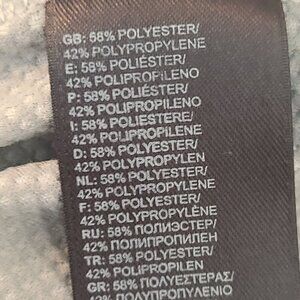 GB: 58% POLYESTER/
42% POLYPROPYLENE
E: 58% POLIÉSTER/
42% POLIPROPILENO
P: 58% POLIÉSTER/
42% POLIPROPILENO
I: 58% POLIESTERE/
42% POLIPROPILENE
D: 58% POLYESTER/
42% POLYPROPYLEN
NL: 58% POLYESTER/
42% POLYPROPYLEEN
F: 58% POLYESTER/
42% POLYPROPYLÈNE
RU: 58% ПОЛИЭСТЕР/
42% ПОЛИПРОПИЛЕН
TR: 58% POLYESTER/
42% POLIPROPILEN
GR: 58% ΠΟΛΥΕΣΤΕΡΑΣ/
42% ΠΟΛΥΠΡΟΠΥΛΕΝΙΟ